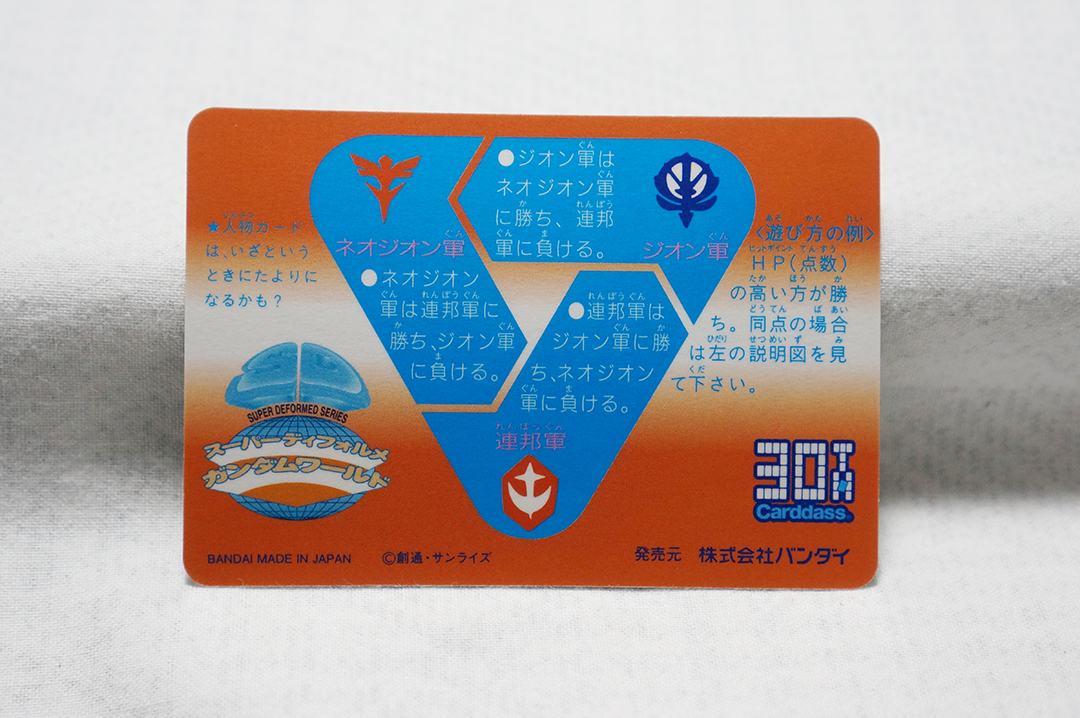 ●ジオン軍は
ネオジオン軍
に勝ち、連邦
軍に負ける。
ネオジオン軍
ジオン軍
●ネオジオン
軍は連邦軍に
勝ち、ジオン軍
に負ける。
●連邦軍は
ジオン軍に勝
ち、ネオジオン
軍に負ける。
連邦軍
★人物カード
は、いざという
ときにたよりに
なるかも?
〈遊び方の例〉
HP(点数)
の高い方が勝
ち。同点の場合
は左の説明図を見
て下さい。
SUPER DEFORMED SERIES
スーパーディフォルメ
ガンダムワールド
Carddass®
BANDAI MADE IN JAPAN
©創通・サンライズ
発売元 株式会社バンダイ